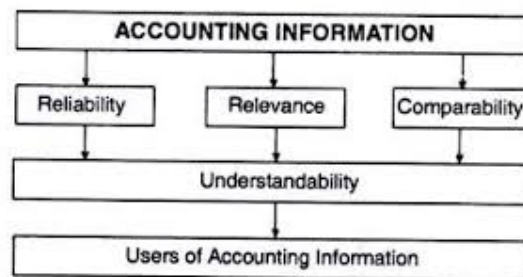 ACCOUNTING INFORMATION
Reliability
Relevance
Comparability
Understandability
Users of Accounting Information